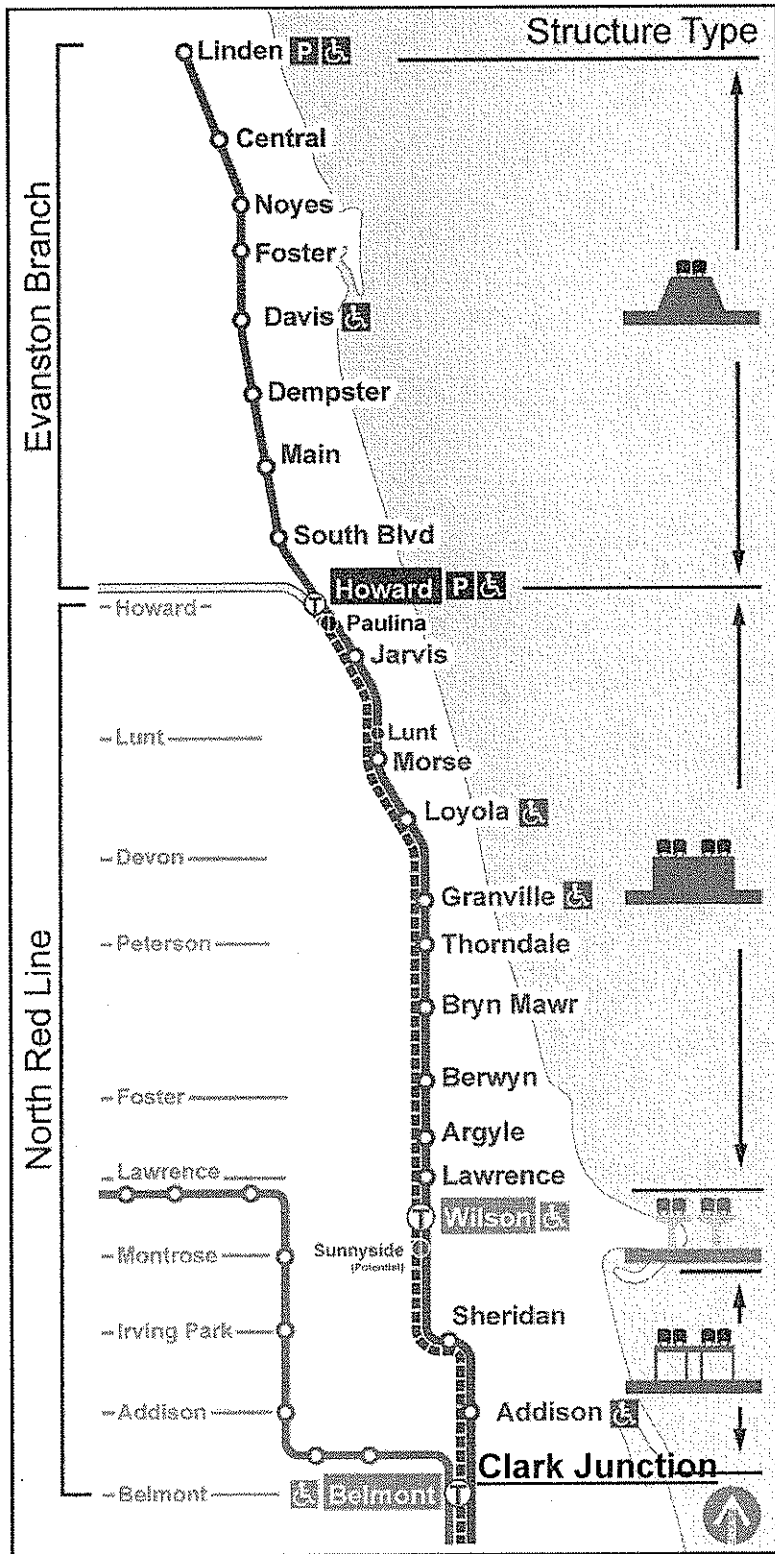 Structure Type
Evanston Branch
Linden P
Central
Noyes
Foster
Davis
Dempster
Main
South Blvd
T Howard P
Howard
Paulina
Jarvis
North Red Line
Lunt
Lunt
Morse
Loyola
Devon
Granville
Peterson
Thorndale
Bryn Mawr
Berwyn
Foster
Argyle
Lawrence
Lawrence
T Wilson
Sunnyside
(Potential)
Montrose
Irving Park
Sheridan
Addison
Addison
Clark Junction
Belmont
Belmont T